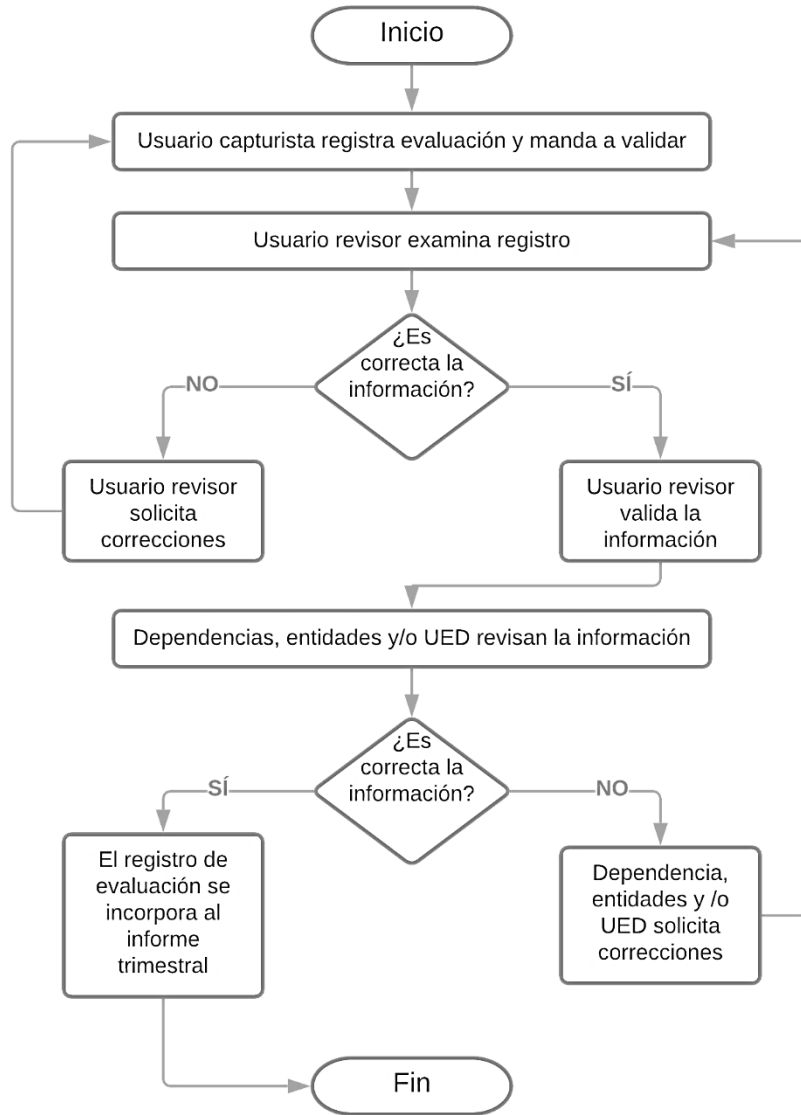 Inicio
Usuario capturista registra evaluación y manda a validar
Usuario revisor examina registro
¿Es
correcta la
información?
NO
SÍ
Usuario revisor
solicita
correcciones
Usuario revisor
valida la
información
Dependencias, entidades y/o UED revisan la información
¿Es
correcta la
información?
SÍ
NO
El registro de
evaluación se
incorpora al
informe
trimestral
Dependencia,
entidades y /o
UED solicita
correcciones
Fin